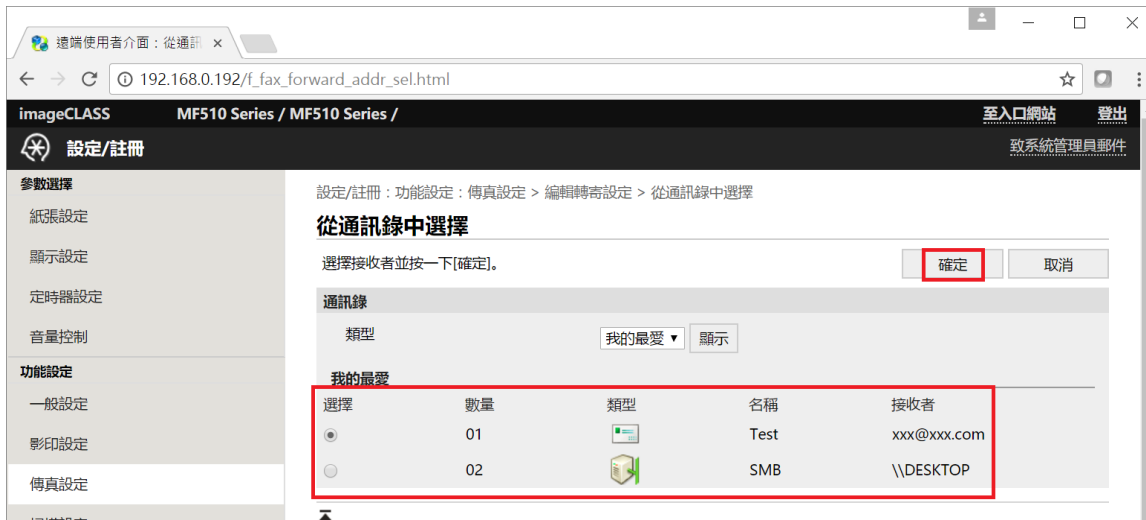 遠端使用者介面：從通訊
192.168.0.192/f_fax_forward_addr_sel.html
imageCLASS MF510 Series / MF510 Series / 至入口網站 登出
設定/註冊 致系統管理員郵件
參數選擇
紙張設定
顯示設定
定時器設定
音量控制
功能設定
一般設定
影印設定
傳真設定
設定/註冊：功能設定：傳真設定 > 編輯轉寄設定 > 從通訊錄中選擇
從通訊錄中選擇
選擇接收者並按一下[確定]。 確定 取消
通訊錄
類型 我的最愛 顯示
我的最愛
選擇 數量 類型 名稱 接收者
01 Test xxx@xxx.com
02 SMB \\DESKTOP